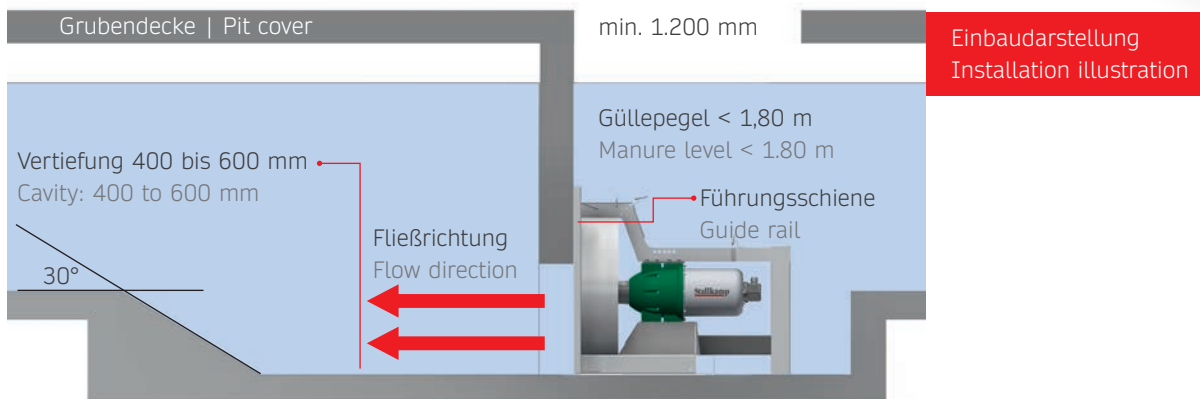 Grubendecke | Pit cover
min. 1.200 mm
Einbaudarstellung
Installation illustration
Güllepegel < 1,80 m
Manure level < 1.80 m
Vertiefung 400 bis 600 mm
Cavity: 400 to 600 mm
Führungsschiene
Guide rail
Fließrichtung
Flow direction
30°
Stallkamp